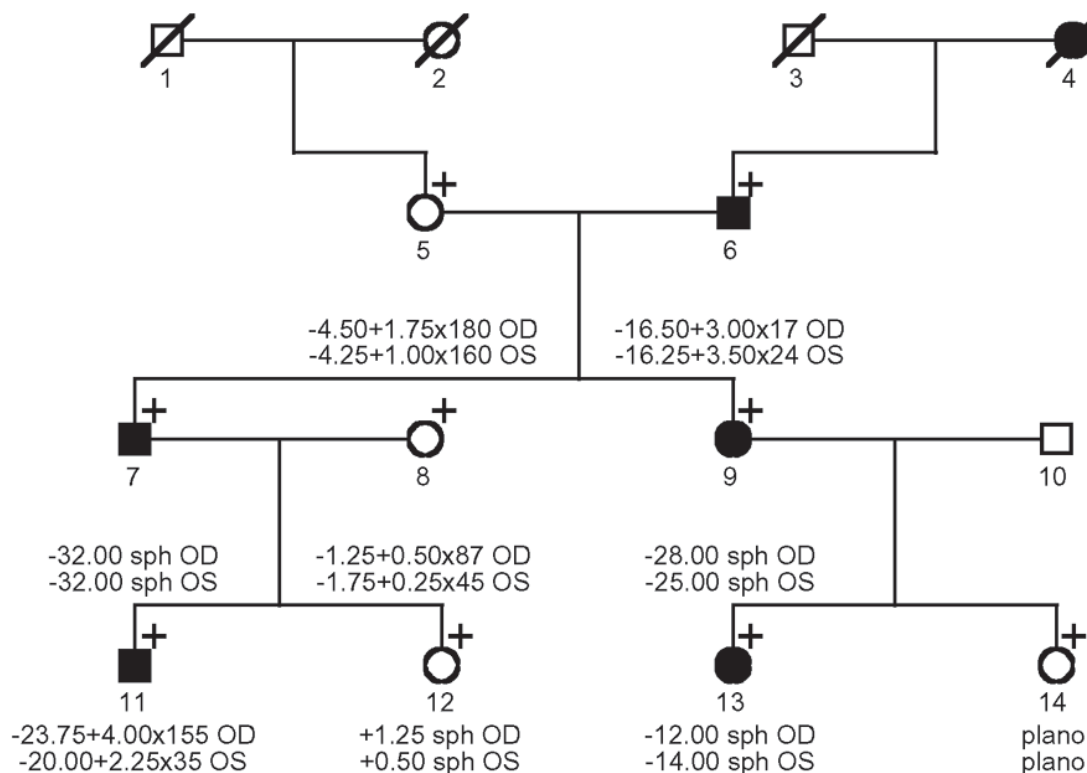 1 2 3 4
+ +
5 6
-4.50+1.75x180 OD -16.50+3.00x17 OD
-4.25+1.00x160 OS -16.25+3.50x24 OS
+ + +
7 8 9 10
-32.00 sph OD -1.25+0.50x87 OD -28.00 sph OD
-32.00 sph OS -1.75+0.25x45 OS -25.00 sph OS
+ + + +
11 12 13 14
-23.75+4.00x155 OD +1.25 sph OD -12.00 sph OD plano
-20.00+2.25x35 OS +0.50 sph OS -14.00 sph OS plano